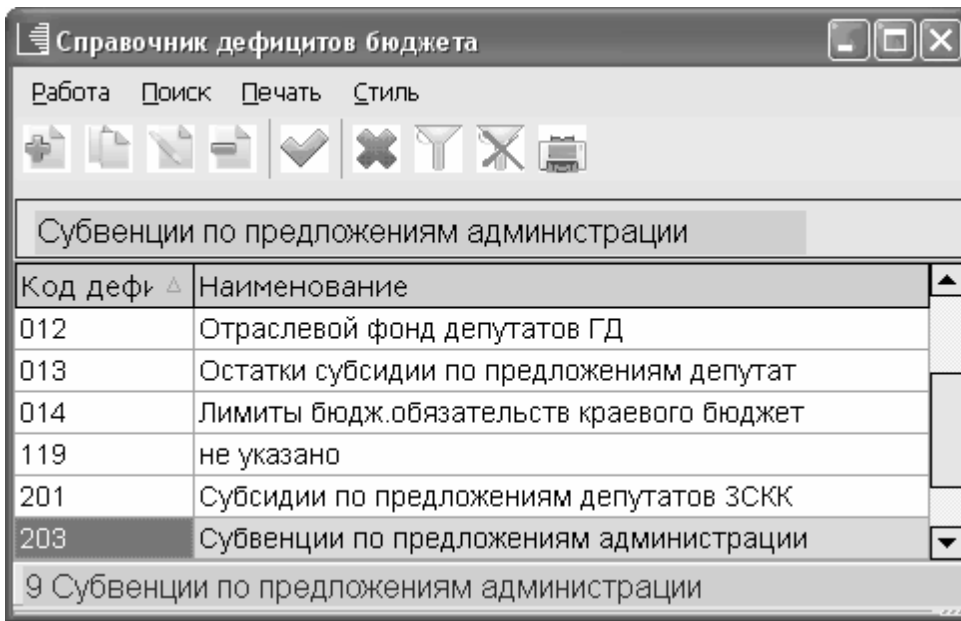 Справочник дефицитов бюджета
Работа Поиск Печать Стиль
Субвенции по предложениям администрации
Код дефи Наименование
012 Отраслевой фонд депутатов ГД
013 Остатки субсидии по предложениям депутат
014 Лимиты бюдж.обязательств краевого бюджет
119 не указано
201 Субсидии по предложениям депутатов ЗСКК
203 Субвенции по предложениям администрации
9 Субвенции по предложениям администрации